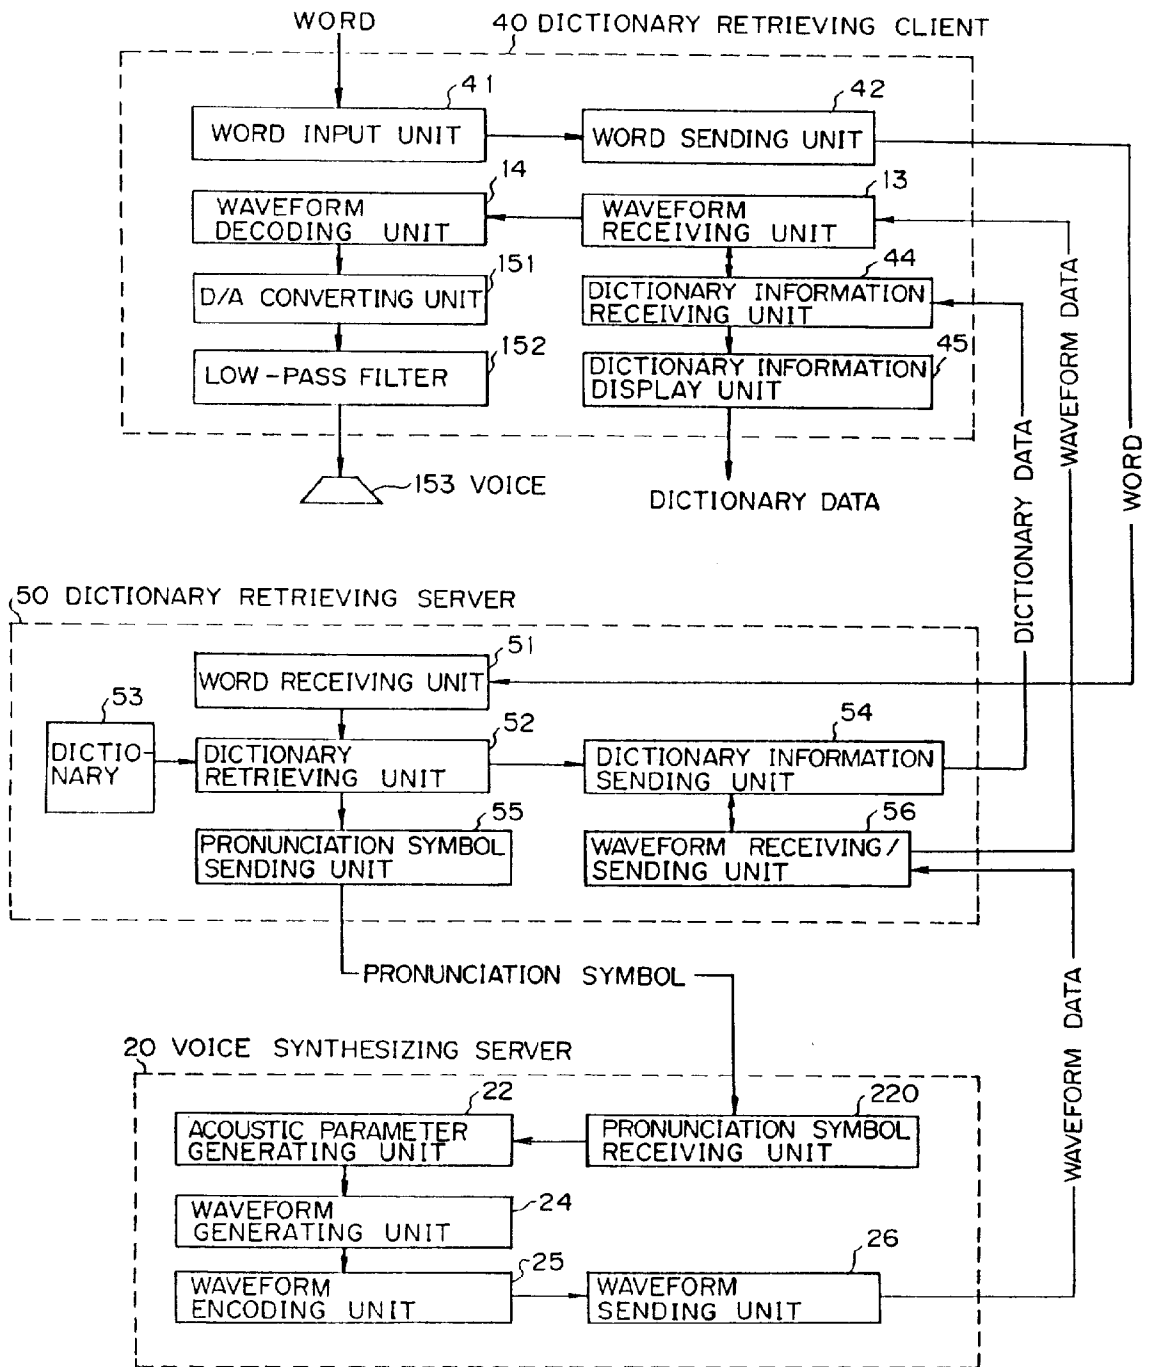 WORD
40 DICTIONARY RETRIEVING CLIENT
41
WORD INPUT UNIT
42
WORD SENDING UNIT
14
WAVEFORM
DECODING UNIT
13
WAVEFORM
RECEIVING UNIT
151
D/A CONVERTING UNIT
44
DICTIONARY INFORMATION
RECEIVING UNIT
152
LOW-PASS FILTER
45
DICTIONARY INFORMATION
DISPLAY UNIT
153 VOICE
DICTIONARY DATA
DICTIONARY DATA
WAVEFORM DATA
WORD
50 DICTIONARY RETRIEVING SERVER
51
WORD RECEIVING UNIT
53
DICTIO-
NARY
52
DICTIONARY
RETRIEVING UNIT
54
DICTIONARY INFORMATION
SENDING UNIT
55
PRONUNCIATION SYMBOL
SENDING UNIT
56
WAVEFORM RECEIVING/
SENDING UNIT
PRONUNCIATION SYMBOL
WAVEFORM DATA
20 VOICE SYNTHESIZING SERVER
22
ACOUSTIC PARAMETER
GENERATING UNIT
220
PRONUNCIATION SYMBOL
RECEIVING UNIT
24
WAVEFORM
GENERATING UNIT
25
WAVEFORM
ENCODING UNIT
26
WAVEFORM
SENDING UNIT